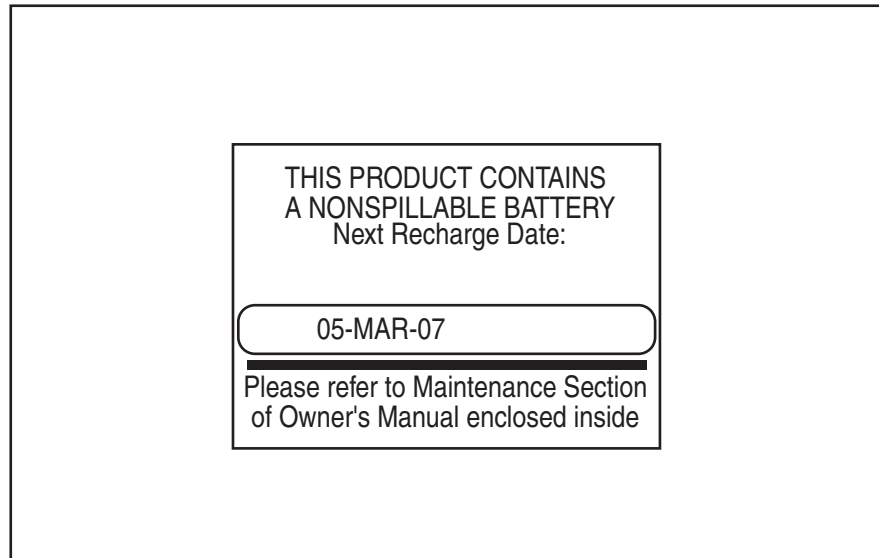 THIS PRODUCT CONTAINS
A NONSPILLABLE BATTERY
Next Recharge Date:
05-MAR-07
Please refer to Maintenance Section
of Owner's Manual enclosed inside